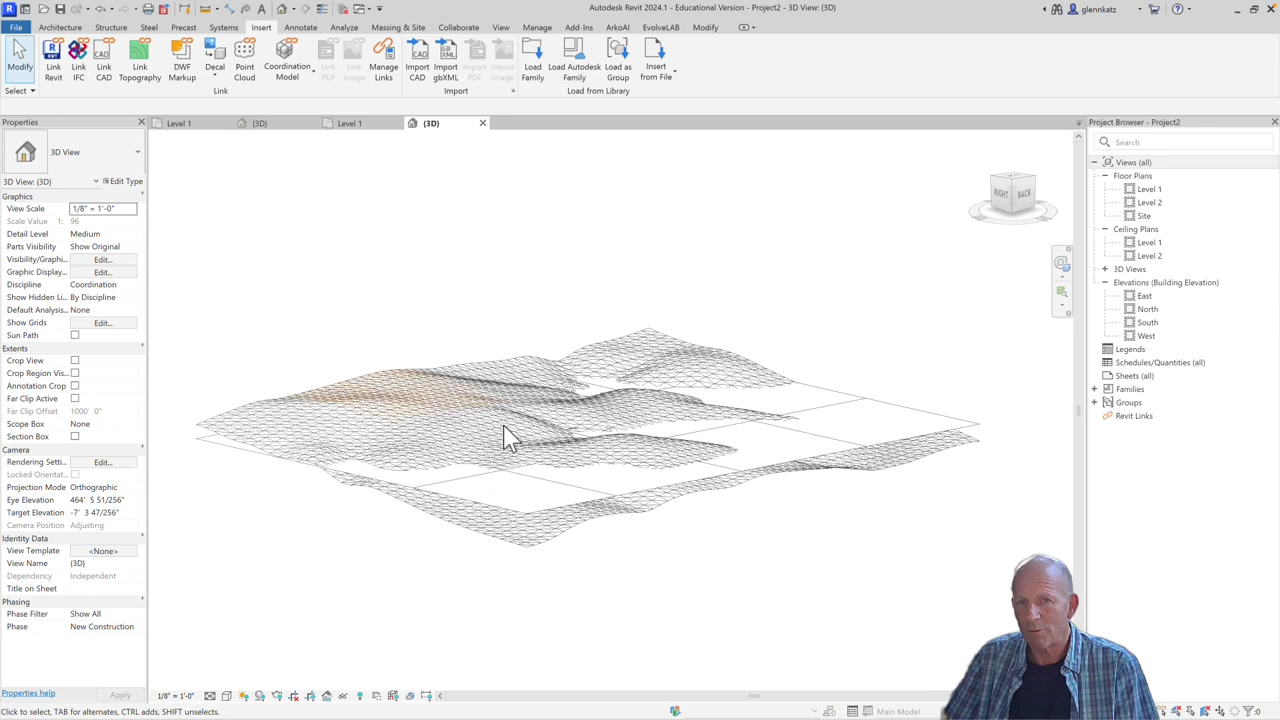 Autodesk Revit 2024.1 - Educational Version - Project2 - 3D View: {3D}
glennkatz
File Architecture Structure Steel Precast Systems Insert Annotate Analyze Massing & Site Collaborate View Manage Add-Ins ArkoAI EvolveLAB Modify
Modify
Link Revit
Link IFC
Link CAD
Link Topography
DWF Markup
Decal
Point Cloud
Coordination Model
Link PDF
Link Image
Manage Links
Import CAD
Import gbXML
Import PDF
Import Image
Load Family
Load Autodesk Family
Load as Group
Insert from File
Select
Link
Import
Load from Library
Properties
Level 1
{3D}
Level 1
{3D}
Project Browser - Project2
3D View
Search
3D View: {3D}
Edit Type
Graphics
View Scale 1/8" = 1'-0"
Scale Value 1: 96
Detail Level Medium
Parts Visibility Show Original
Visibility/Graphi... Edit...
Graphic Display... Edit...
Discipline Coordination
Show Hidden Li... By Discipline
Default Analysis... None
Show Grids Edit...
Sun Path
Extents
Crop View
Crop Region Vis...
Annotation Crop
Far Clip Active
Far Clip Offset 1000' 0"
Scope Box None
Section Box
Camera
Rendering Setti... Edit...
Locked Orientat...
Projection Mode Orthographic
Eye Elevation 464' 5 51/256"
Target Elevation -7' 3 47/256"
Camera Position Adjusting
Identity Data
View Template <None>
View Name {3D}
Dependency Independent
Title on Sheet
Phasing
Phase Filter Show All
Phase New Construction
Properties help
Apply
RIGHT
BACK
Views (all)
Floor Plans
Level 1
Level 2
Site
Ceiling Plans
Level 1
Level 2
3D Views
Elevations (Building Elevation)
East
North
South
West
Legends
Schedules/Quantities (all)
Sheets (all)
Families
Groups
Revit Links
1/8" = 1'-0"
Click to select, TAB for alternates, CTRL adds, SHIFT unselects.
Main Model
:0